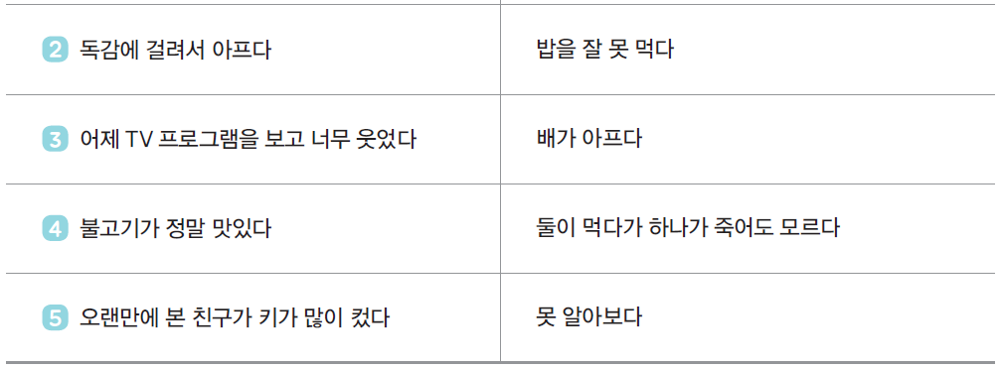 2 독감에 걸려서 아프다
밥을 잘 못 먹다
3 어제 TV 프로그램을 보고 너무 웃었다
배가 아프다
4 불고기가 정말 맛있다
둘이 먹다가 하나가 죽어도 모르다
5 오랜만에 본 친구가 키가 많이 컸다
못 알아보다